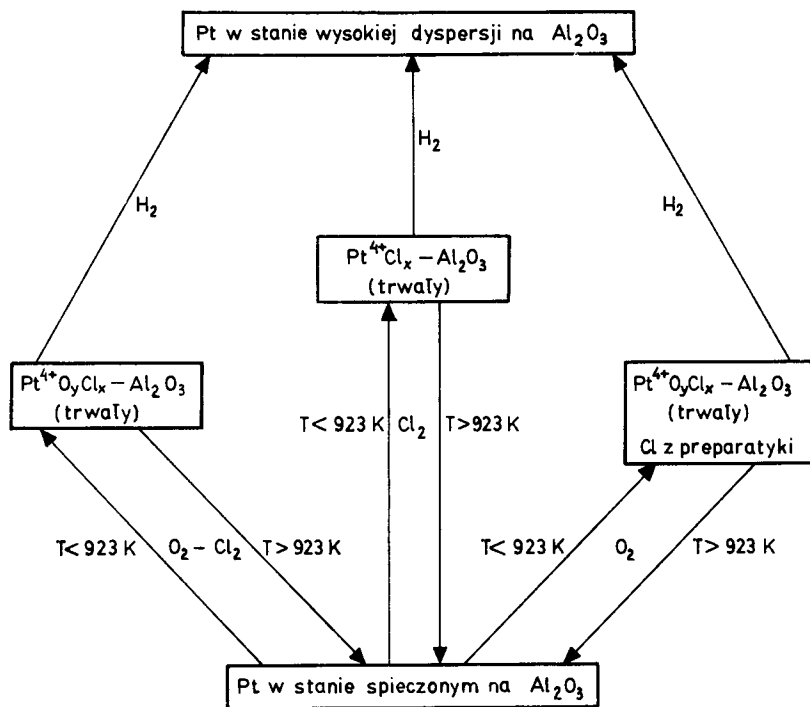 Pt w stanie wysokiej dyspersji na Al₂O₃
H₂
H₂
H₂
Pt⁴⁺Clₓ – Al₂O₃
(trwały)
Pt⁴⁺OyClₓ – Al₂O₃
(trwały)
Pt⁴⁺OyClₓ – Al₂O₃
(trwały)
Cl z preparatyki
T < 923 K Cl₂ T > 923 K
T < 923 K O₂ – Cl₂ T > 923 K
T < 923 K O₂ T > 923 K
Pt w stanie spieczonym na Al₂O₃